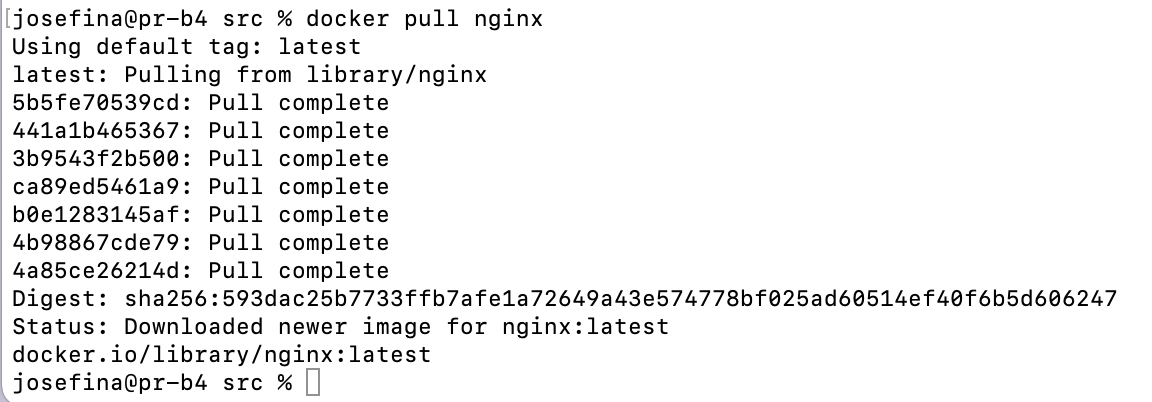 [josefina@pr-b4 src % docker pull nginx
Using default tag: latest
latest: Pulling from library/nginx
5b5fe70539cd: Pull complete
441a1b465367: Pull complete
3b9543f2b500: Pull complete
ca89ed5461a9: Pull complete
b0e1283145af: Pull complete
4b98867cde79: Pull complete
4a85ce26214d: Pull complete
Digest: sha256:593dac25b7733ffb7afe1a72649a43e574778bf025ad60514ef40f6b5d606247
Status: Downloaded newer image for nginx:latest
docker.io/library/nginx:latest
josefina@pr-b4 src %